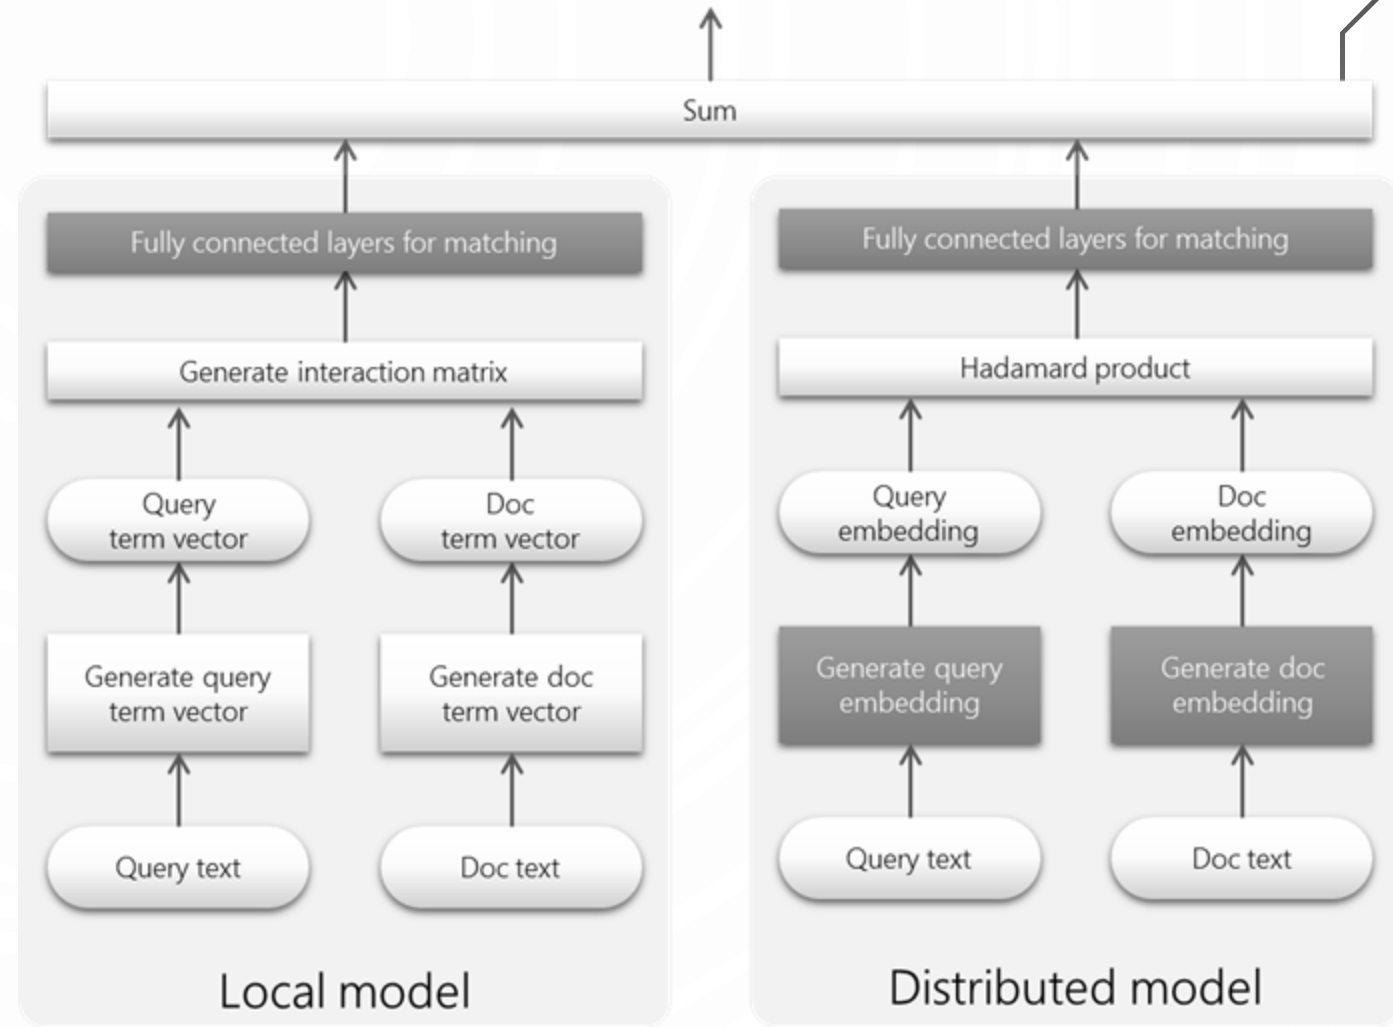 Sum
Fully connected layers for matching
Generate interaction matrix
Query
term vector
Doc
term vector
Generate query
term vector
Generate doc
term vector
Query text
Doc text
Local model
Fully connected layers for matching
Hadamard product
Query
embedding
Doc
embedding
Generate query
embedding
Generate doc
embedding
Query text
Doc text
Distributed model